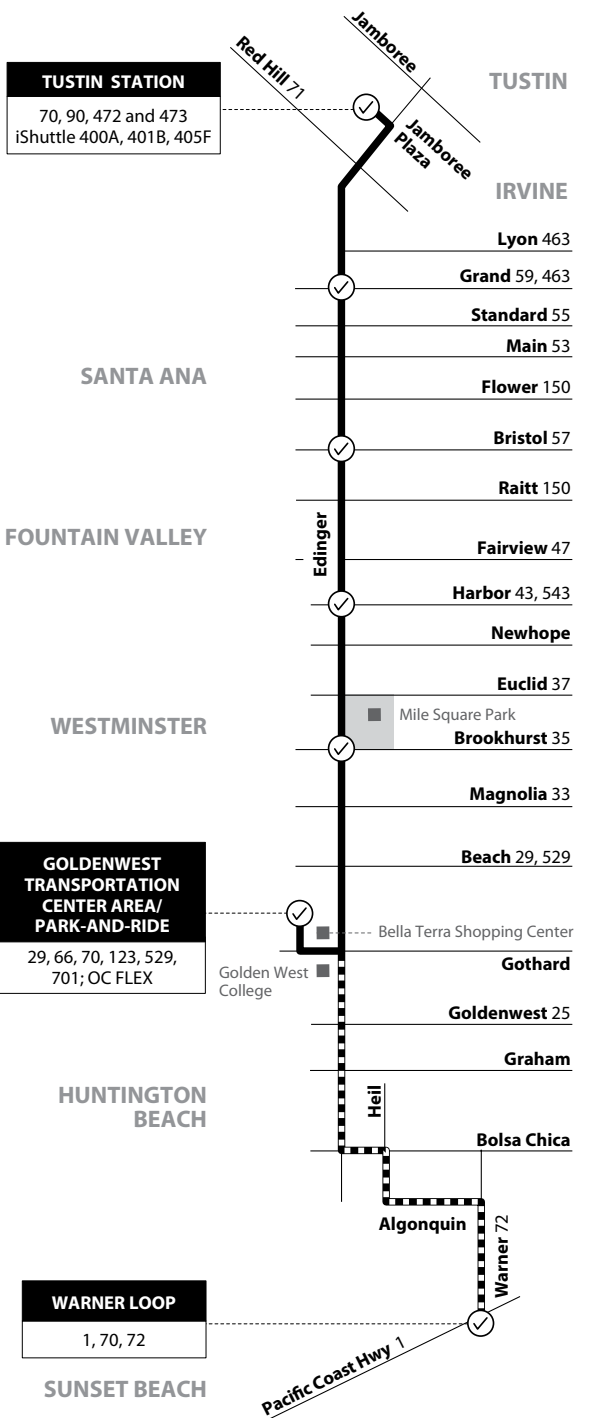 Jamboree
Red Hill 71
TUSTIN
TUSTIN STATION
70, 90, 472 and 473
iShuttle 400A, 401B, 405F
Jamboree
Plaza
IRVINE
Lyon 463
Grand 59, 463
Standard 55
Main 53
SANTA ANA
Flower 150
Bristol 57
Raitt 150
FOUNTAIN VALLEY
Edinger
Fairview 47
Harbor 43, 543
Newhope
Euclid 37
Mile Square Park
WESTMINSTER
Brookhurst 35
Magnolia 33
Beach 29, 529
GOLDENWEST
TRANSPORTATION
CENTER AREA/
PARK-AND-RIDE
29, 66, 70, 123, 529,
701; OC FLEX
Bella Terra Shopping Center
Gothard
Golden West
College
Goldenwest 25
Graham
HUNTINGTON
BEACH
Heil
Bolsa Chica
Algonquin
Warner 72
WARNER LOOP
1, 70, 72
Pacific Coast Hwy 1
SUNSET BEACH